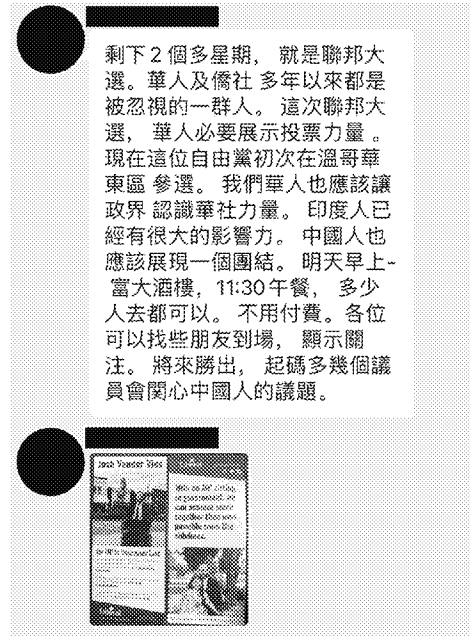 剩下2個多星期， 就是聯邦大
選。華人及僑社 多年以來都是
被忽視的一群人。 這次聯邦大
選， 華人必要展示投票力量 。
現在這位自由黨初次在溫哥華
東區 參選。 我們華人也應該讓
政界 認識華社力量。 印度人已
經有很大的影響力。 中國人也
應該展現一個團結。 明天早上~
富大酒樓， 11:30午餐， 多少
人去都可以。 不用付費。各位
可以找些朋友到場， 顯示關
注。 將來勝出， 起碼多幾個議
員會関心中國人的議題。
Josh Vander Vies